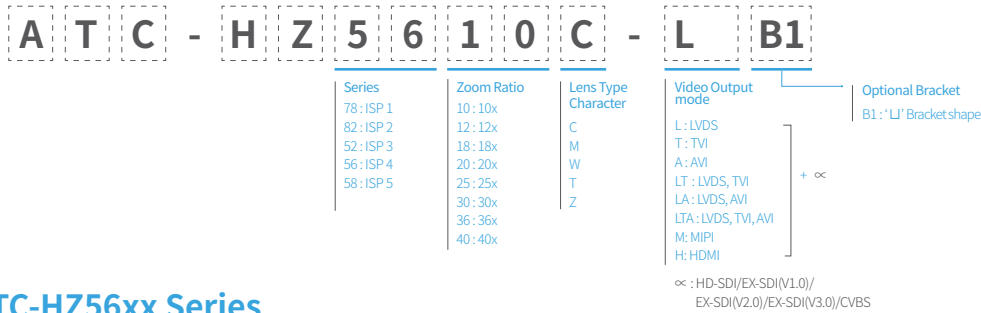 ATC - HZ5610C - L B1
Series
78 : ISP 1
82 : ISP 2
52 : ISP 3
56 : ISP 4
58 : ISP 5
Zoom Ratio
10 : 10x
12 : 12x
18 : 18x
20 : 20x
25 : 25x
30 : 30x
36 : 36x
40 : 40x
Lens Type
Character
C
M
W
T
Z
Video Output
mode
L : LVDS
T : TVI
A : AVI
LT : LVDS, TVI
LA : LVDS, AVI
LTA : LVDS, TVI, AVI
M: MIPI
H: HDMI
+ ∝
∝ : HD-SDI/EX-SDI(V1.0)/
EX-SDI(V2.0)/EX-SDI(V3.0)/CVBS
Optional Bracket
B1 : ‘⊔’ Bracket shape
TC-HZ56xx Series